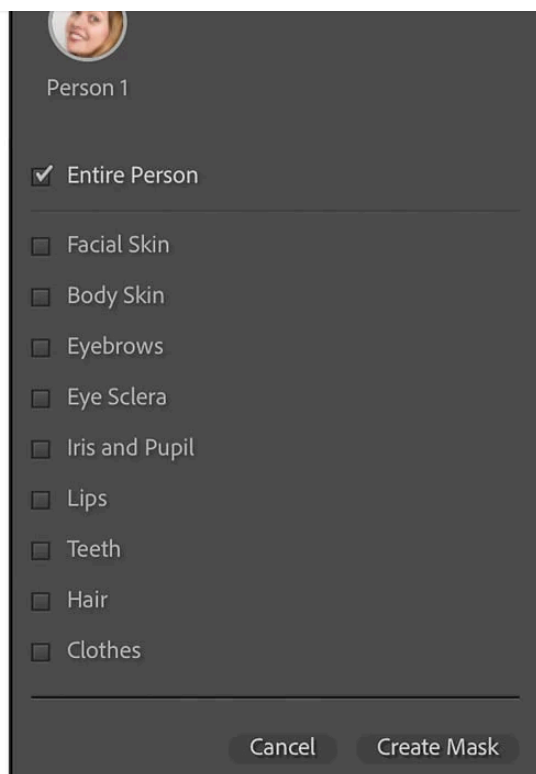 Person 1
Entire Person
Facial Skin
Body Skin
Eyebrows
Eye Sclera
Iris and Pupil
Lips
Teeth
Hair
Clothes
Cancel Create Mask